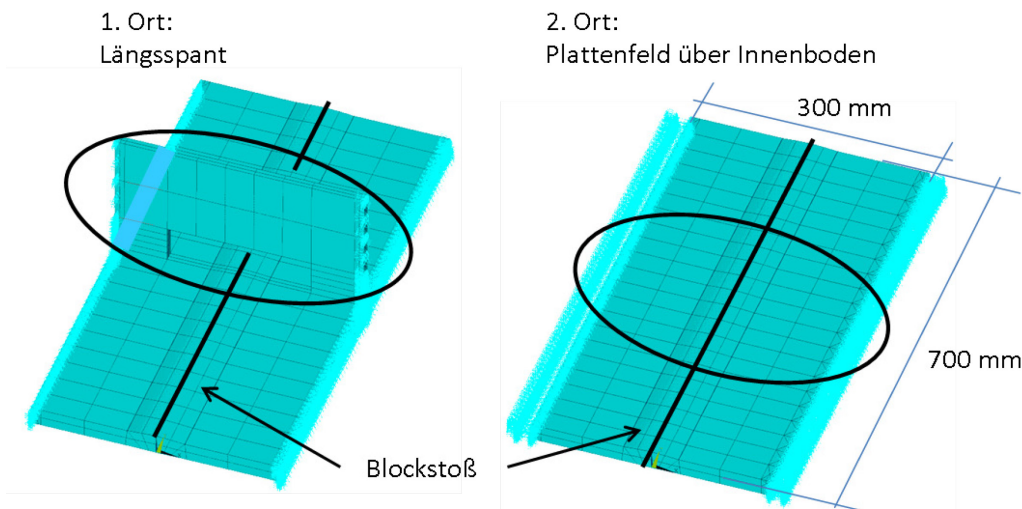 1. Ort:
Längsspant
2. Ort:
Plattenfeld über Innenboden
300 mm
700 mm
Blockstoß